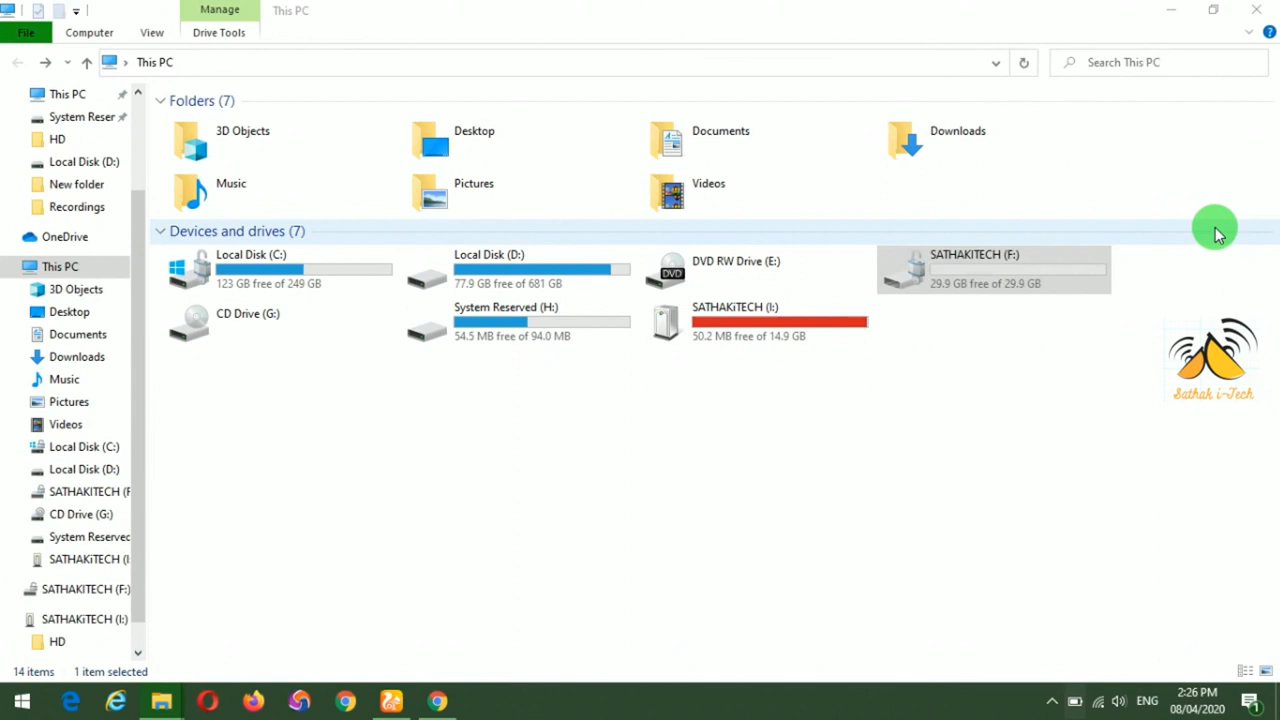 Manage
This PC
File
Computer
View
Drive Tools
This PC
Search This PC
This PC
System Reser
HD
Local Disk (D:)
New folder
Recordings
OneDrive
This PC
3D Objects
Desktop
Documents
Downloads
Music
Pictures
Videos
Local Disk (C:)
Local Disk (D:)
SATHAKITECH (F
CD Drive (G:)
System Reserved
SATHAKiTECH (I
SATHAKITECH (F:)
SATHAKiTECH (I:)
HD
Folders (7)
3D Objects
Desktop
Documents
Downloads
Music
Pictures
Videos
Devices and drives (7)
Local Disk (C:)
123 GB free of 249 GB
Local Disk (D:)
77.9 GB free of 681 GB
DVD
DVD RW Drive (E:)
SATHAKITECH (F:)
29.9 GB free of 29.9 GB
CD Drive (G:)
System Reserved (H:)
54.5 MB free of 94.0 MB
SATHAKiTECH (I:)
50.2 MB free of 14.9 GB
Sathak i-Tech
14 items
1 item selected
ENG
2:26 PM
08/04/2020
1